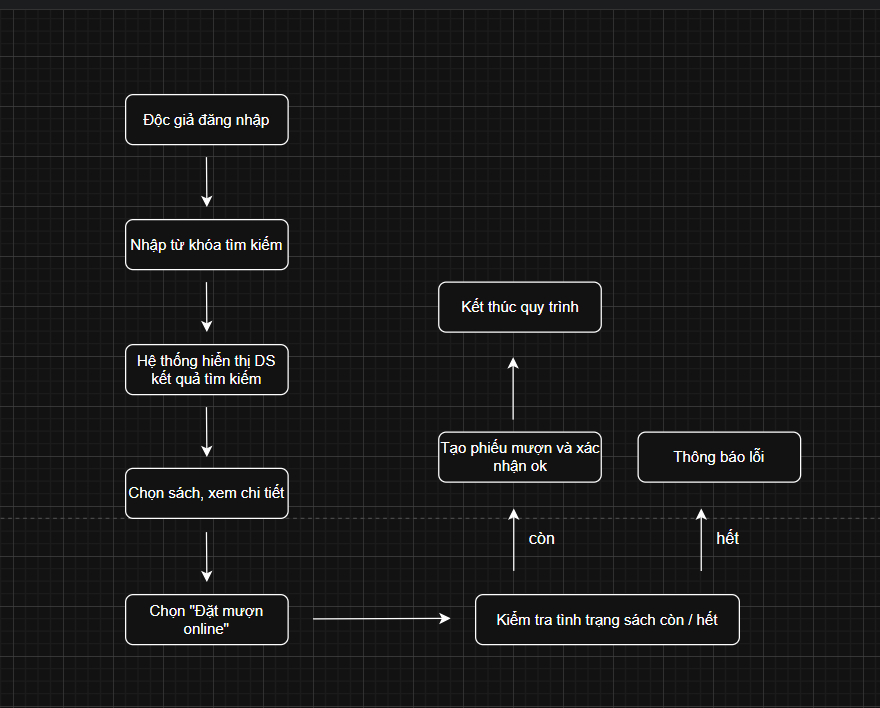 Độc giả đăng nhập
Nhập từ khóa tìm kiếm
Hệ thống hiển thị DS
kết quả tìm kiếm
Chọn sách, xem chi tiết
Chọn "Đặt mượn
online"
Kiểm tra tình trạng sách còn / hết
còn
hết
Tạo phiếu mượn và xác
nhận ok
Thông báo lỗi
Kết thúc quy trình